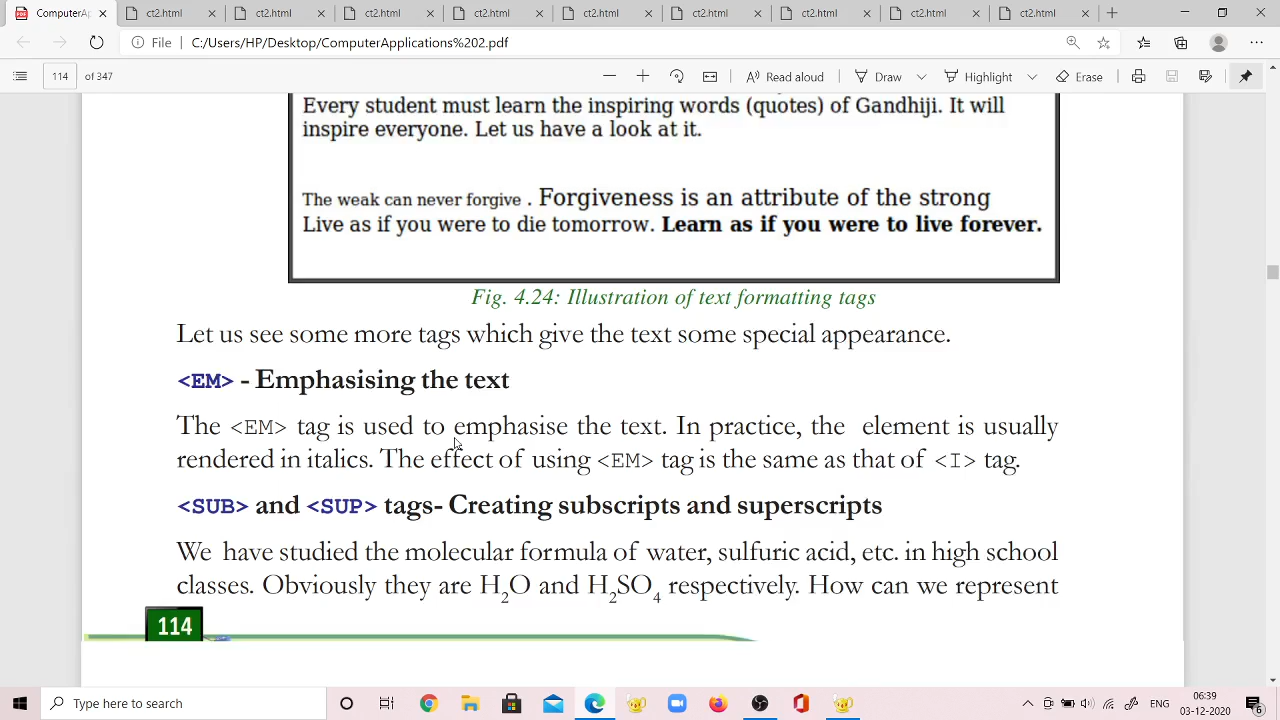 ComputerAp
ct2.html
ct2.html
ct2.html
ct2.html
ct2.html
ct2.html
ct2.html
ct2.html
ct2.html
File
C:/Users/HP/Desktop/ComputerApplications%202.pdf
114 of 347
Read aloud
Draw
Highlight
Erase
Every student must learn the inspiring words (quotes) of Gandhiji. It will
inspire everyone. Let us have a look at it.
The weak can never forgive . Forgiveness is an attribute of the strong
Live as if you were to die tomorrow. Learn as if you were to live forever.
Fig. 4.24: Illustration of text formatting tags
Let us see some more tags which give the text some special appearance.
<EM> - Emphasising the text
The <EM> tag is used to emphasise the text. In practice, the element is usually
rendered in italics. The effect of using <EM> tag is the same as that of <I> tag.
<SUB> and <SUP> tags- Creating subscripts and superscripts
We have studied the molecular formula of water, sulfuric acid, etc. in high school
classes. Obviously they are H₂O and H₂SO₄ respectively. How can we represent
114
Type here to search
ENG
06:39
03-12-2020
6